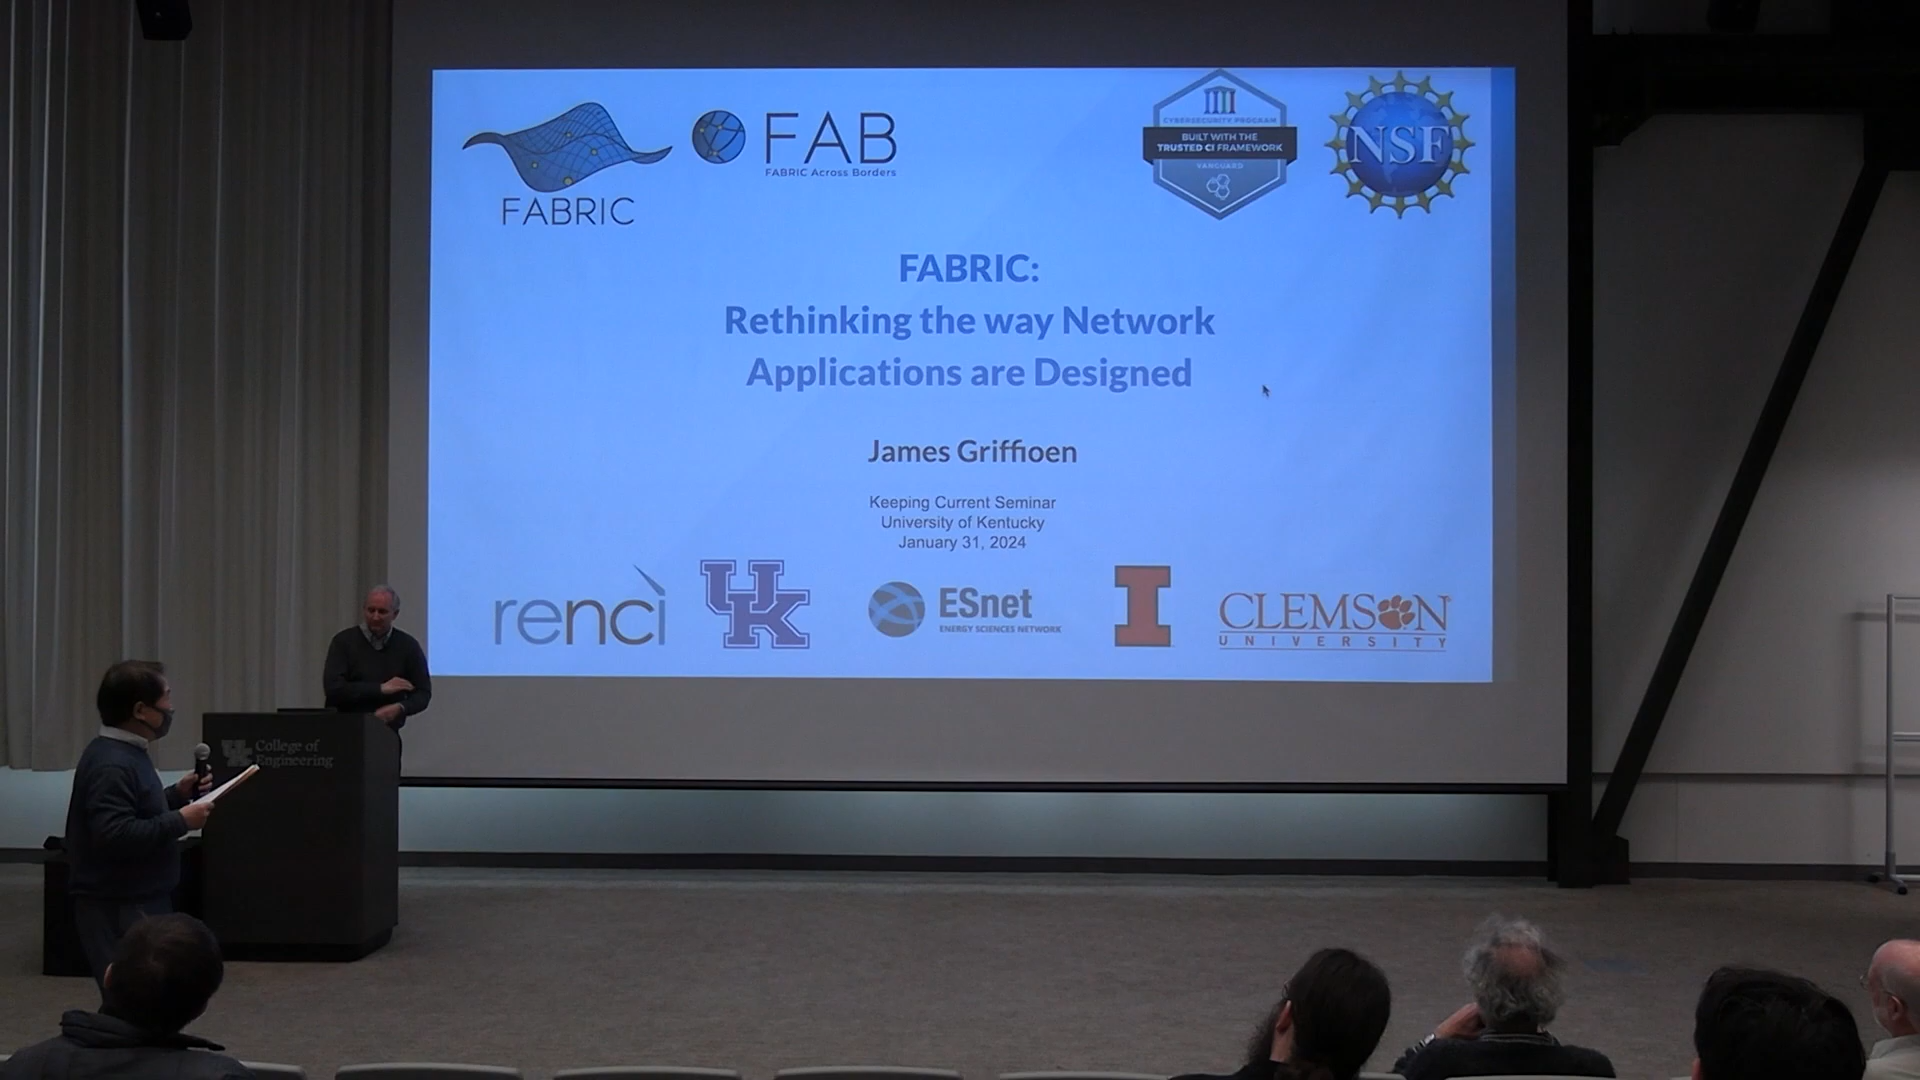 FABRIC
FAB
FABRIC Across Borders
CYBERSECURITY PROGRAM
BUILT WITH THE
TRUSTED CI FRAMEWORK
VANGUARD
NSF
FABRIC:
Rethinking the way Network
Applications are Designed
James Griffioen
Keeping Current Seminar
University of Kentucky
January 31, 2024
renci
UK
ESnet
ENERGY SCIENCES NETWORK
I
CLEMSON
UNIVERSITY
UK College of
Engineering